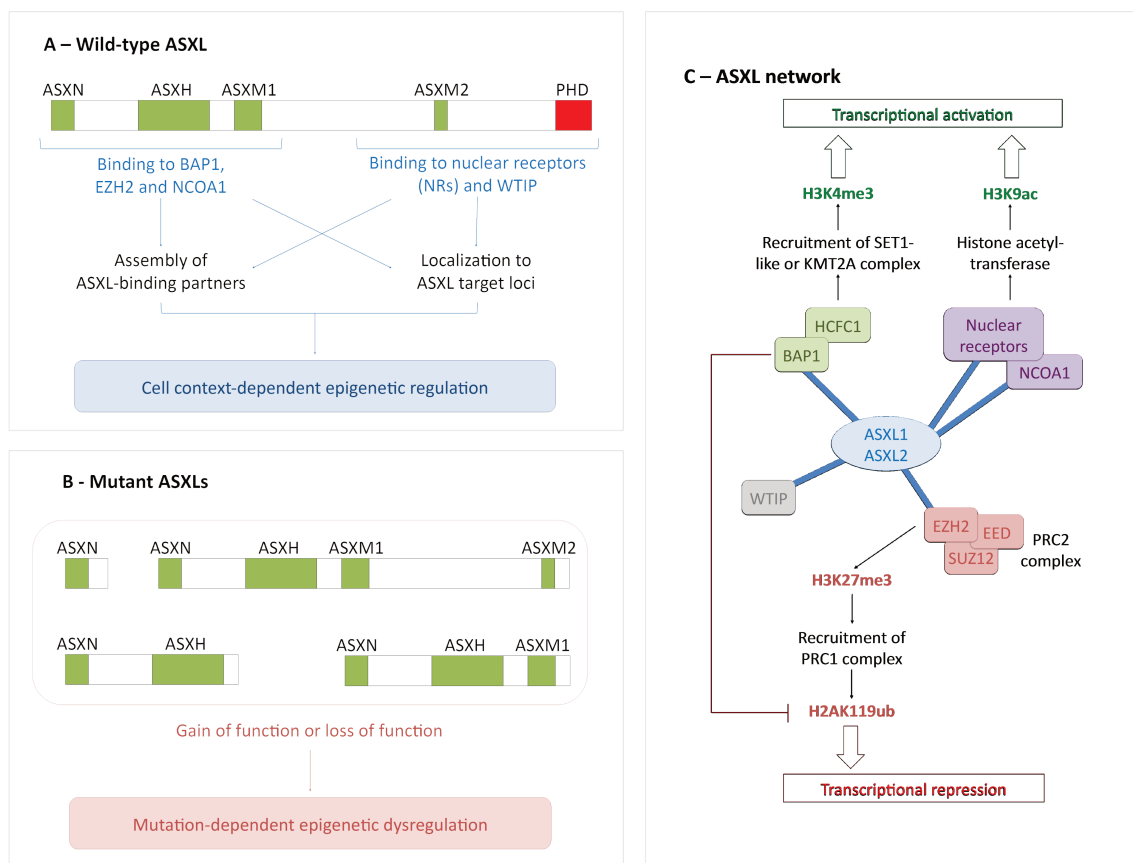 A – Wild-type ASXL
ASXN ASXH ASXM1 ASXM2 PHD
Binding to BAP1,
EZH2 and NCOA1
Binding to nuclear receptors
(NRs) and WTIP
Assembly of
ASXL-binding partners
Localization to
ASXL target loci
Cell context-dependent epigenetic regulation
B - Mutant ASXLs
ASXN
ASXN ASXH ASXM1 ASXM2
ASXN ASXH
ASXN ASXH ASXM1
Gain of function or loss of function
Mutation-dependent epigenetic dysregulation
C – ASXL network
Transcriptional activation
H3K4me3
H3K9ac
Recruitment of SET1-
like or KMT2A complex
Histone acetyl-
transferase
HCFC1
BAP1
Nuclear
receptors
NCOA1
ASXL1
ASXL2
WTIP
EZH2
EED
SUZ12
PRC2
complex
H3K27me3
Recruitment of
PRC1 complex
H2AK119ub
Transcriptional repression